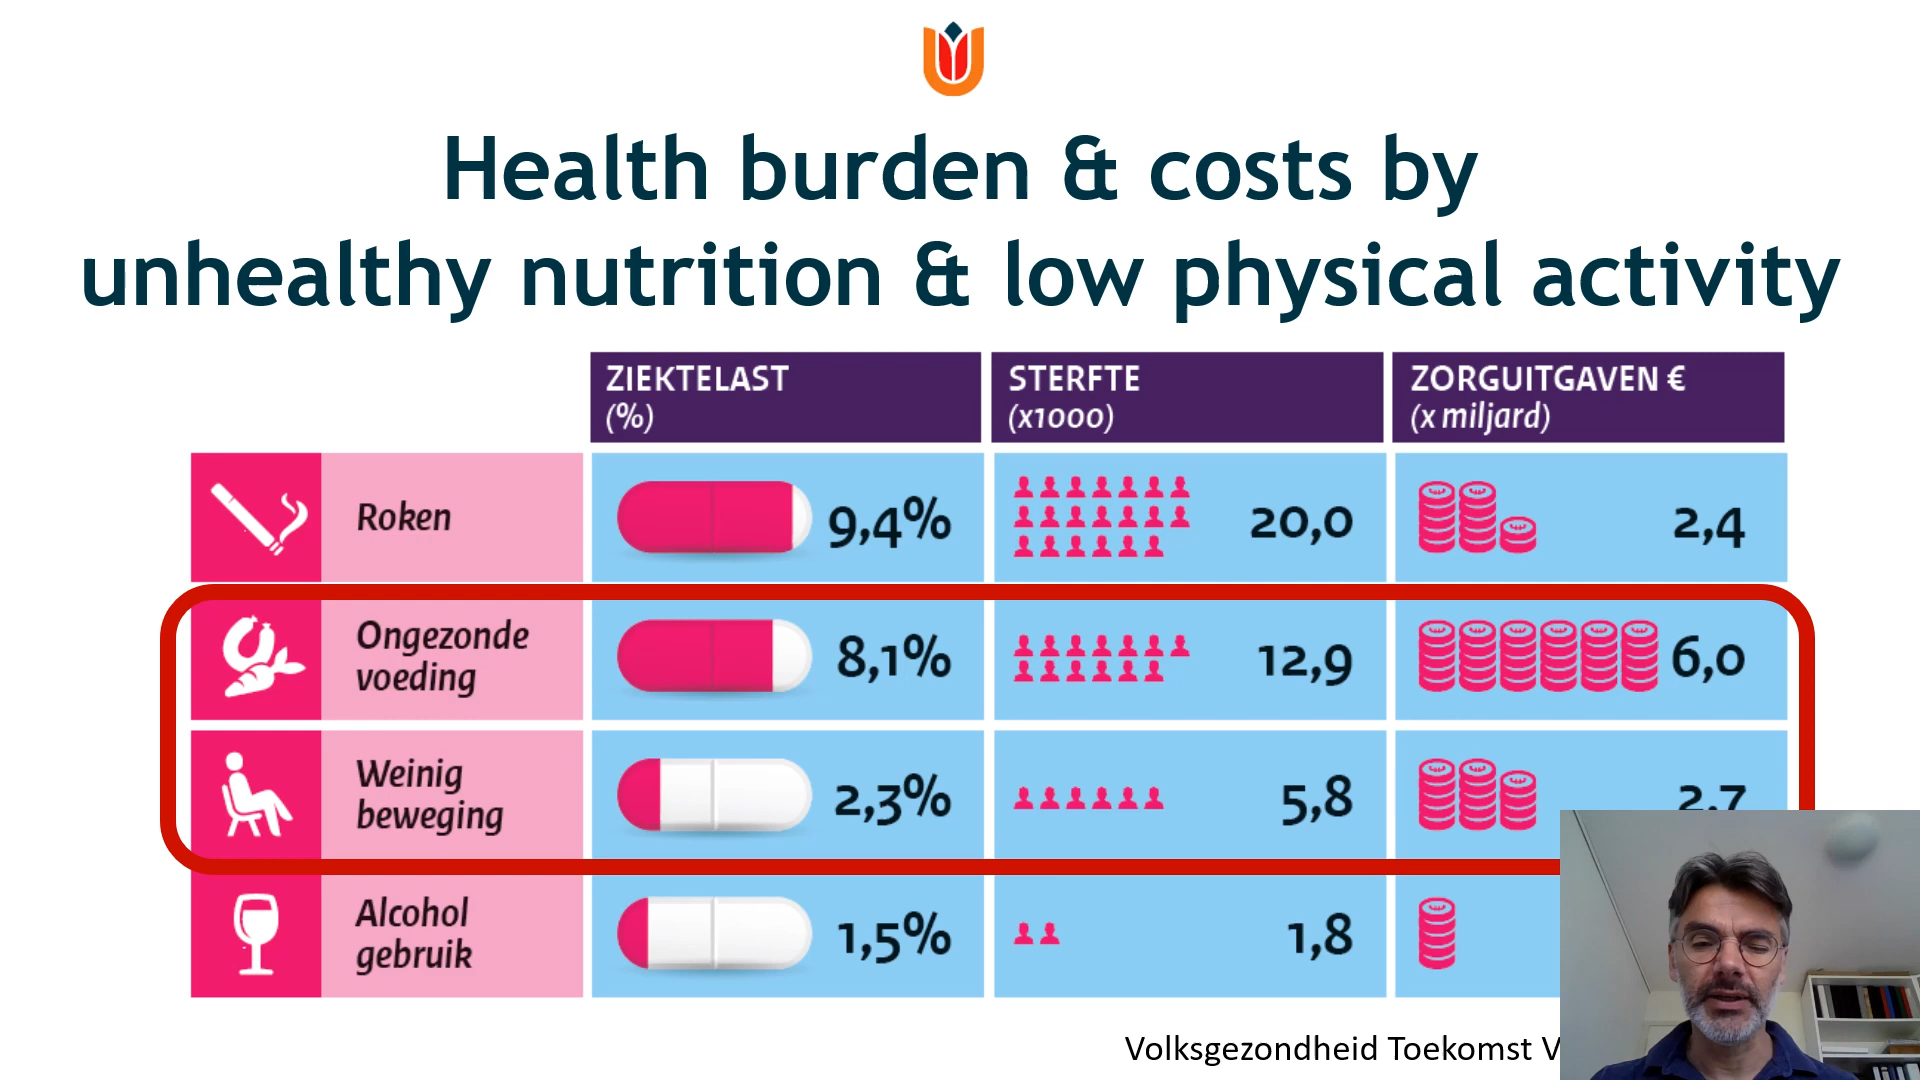 Health burden & costs by
unhealthy nutrition & low physical activity
ZIEKTELAST
(%)
STERFTE
(x1000)
ZORGUITGAVEN €
(x miljard)
Roken
9,4%
20,0
2,4
Ongezonde
voeding
8,1%
12,9
6,0
Weinig
beweging
2,3%
5,8
2,7
Alcohol
gebruik
1,5%
1,8
Volksgezondheid Toekomst V